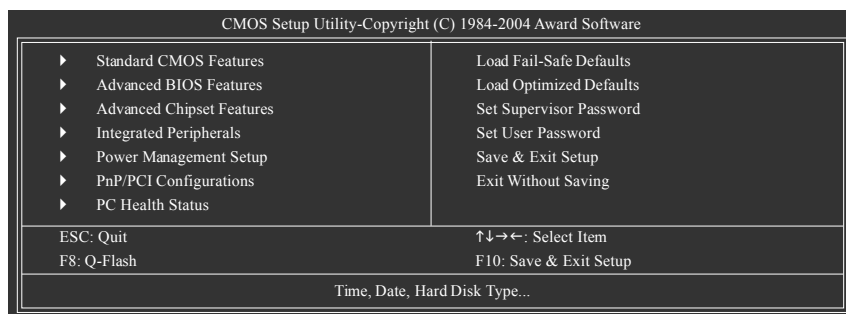 CMOS Setup Utility-Copyright (C) 1984-2004 Award Software
Standard CMOS Features
Advanced BIOS Features
Advanced Chipset Features
Integrated Peripherals
Power Management Setup
PnP/PCI Configurations
PC Health Status
Load Fail-Safe Defaults
Load Optimized Defaults
Set Supervisor Password
Set User Password
Save & Exit Setup
Exit Without Saving
ESC: Quit
↑↓→←: Select Item
F8: Q-Flash
F10: Save & Exit Setup
Time, Date, Hard Disk Type...